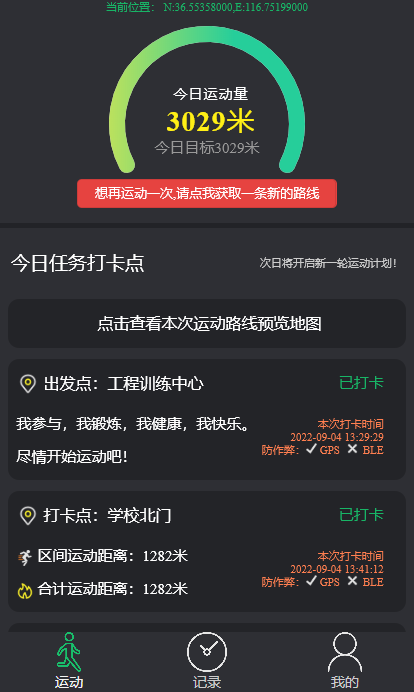 当前位置： N:36.55358000,E:116.75199000
今日运动量
3029米
今日目标3029米
想再运动一次,请点我获取一条新的路线
今日任务打卡点
次日将开启新一轮运动计划!
点击查看本次运动路线预览地图
出发点：工程训练中心
已打卡
我参与，我锻炼，我健康，我快乐。
尽情开始运动吧!
本次打卡时间
2022-09-04 13:29:29
防作弊：✔ GPS ✖ BLE
打卡点：学校北门
已打卡
区间运动距离：1282米
合计运动距离：1282米
本次打卡时间
2022-09-04 13:41:12
防作弊：✔ GPS ✖ BLE
运动
记录
我的